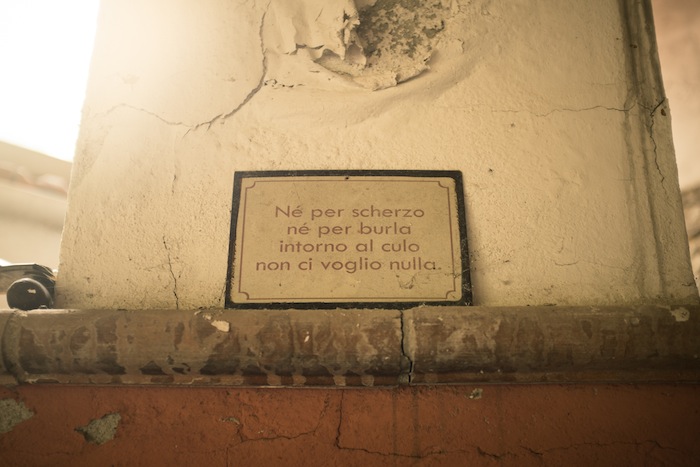 Né per scherzo
né per burla
intorno al culo
non ci voglio nulla.